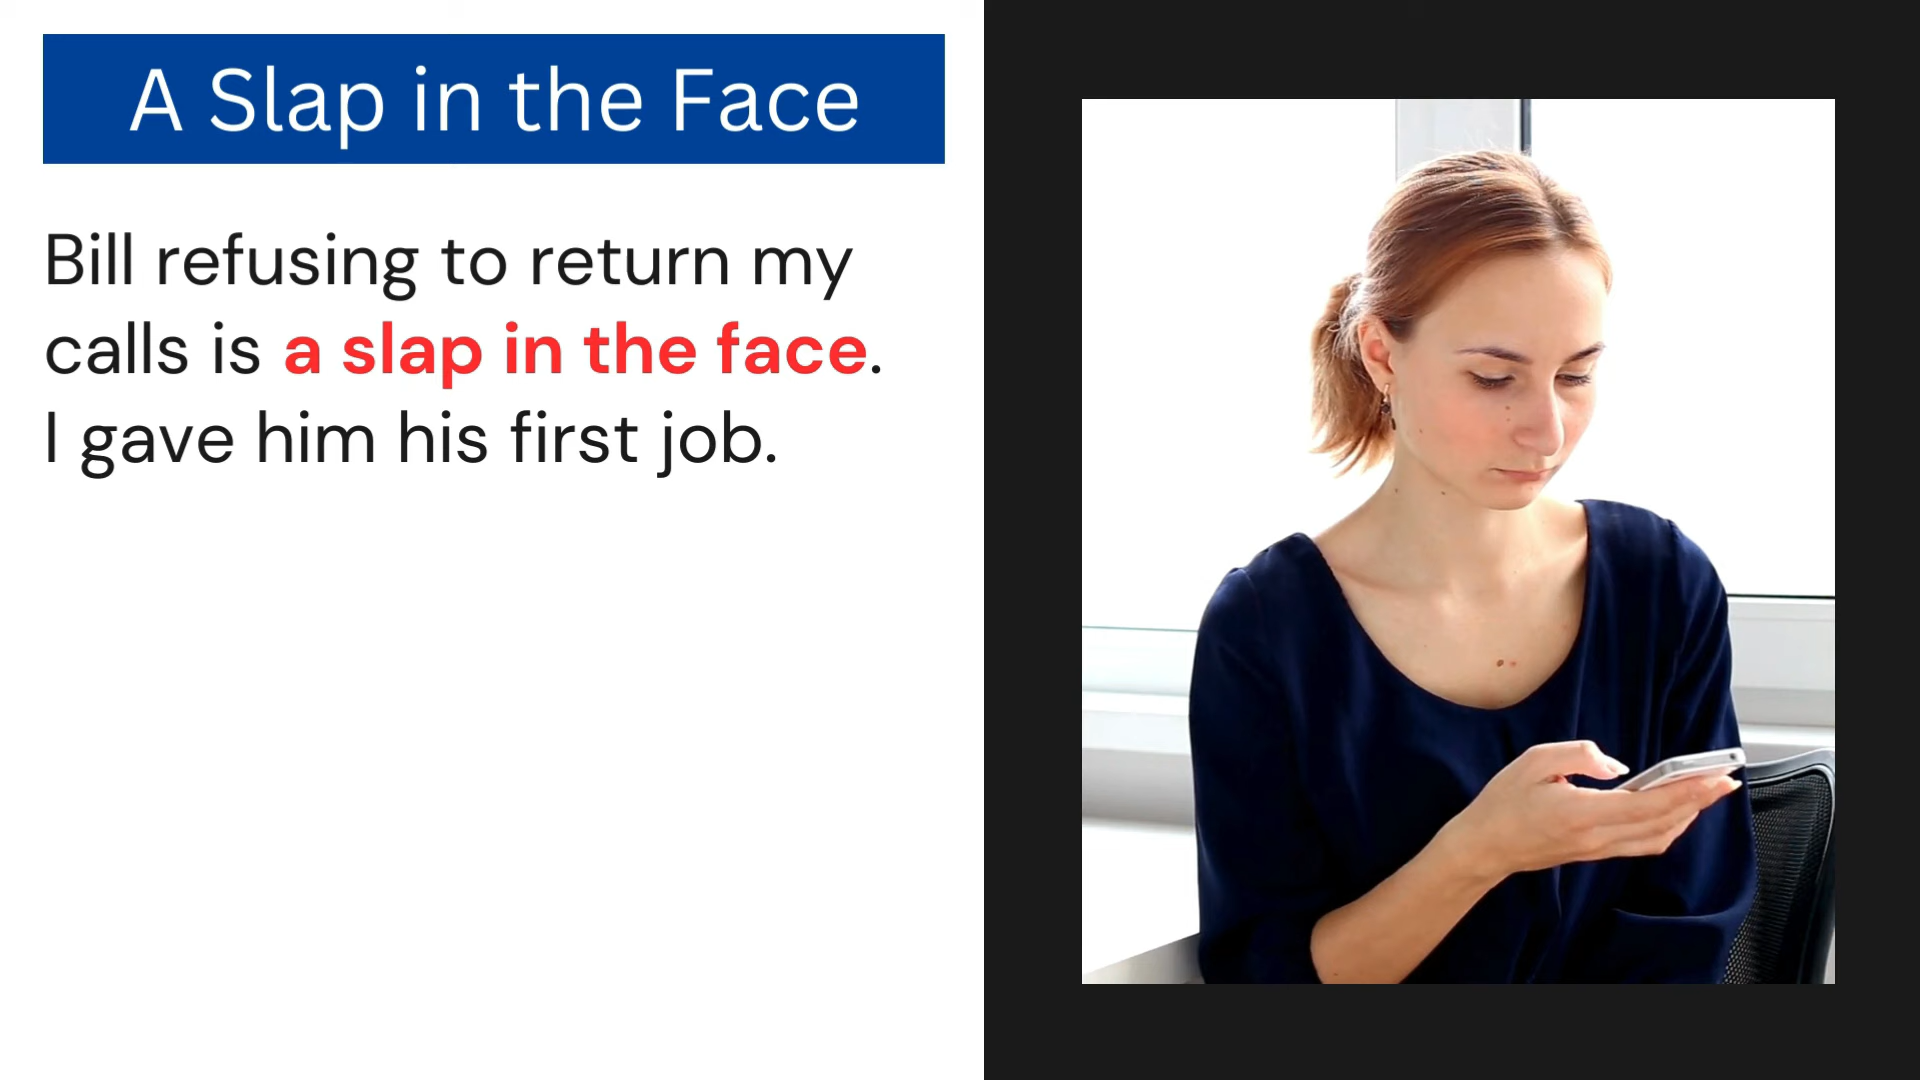 A Slap in the Face
Bill refusing to return my
calls is a slap in the face.
I gave him his first job.